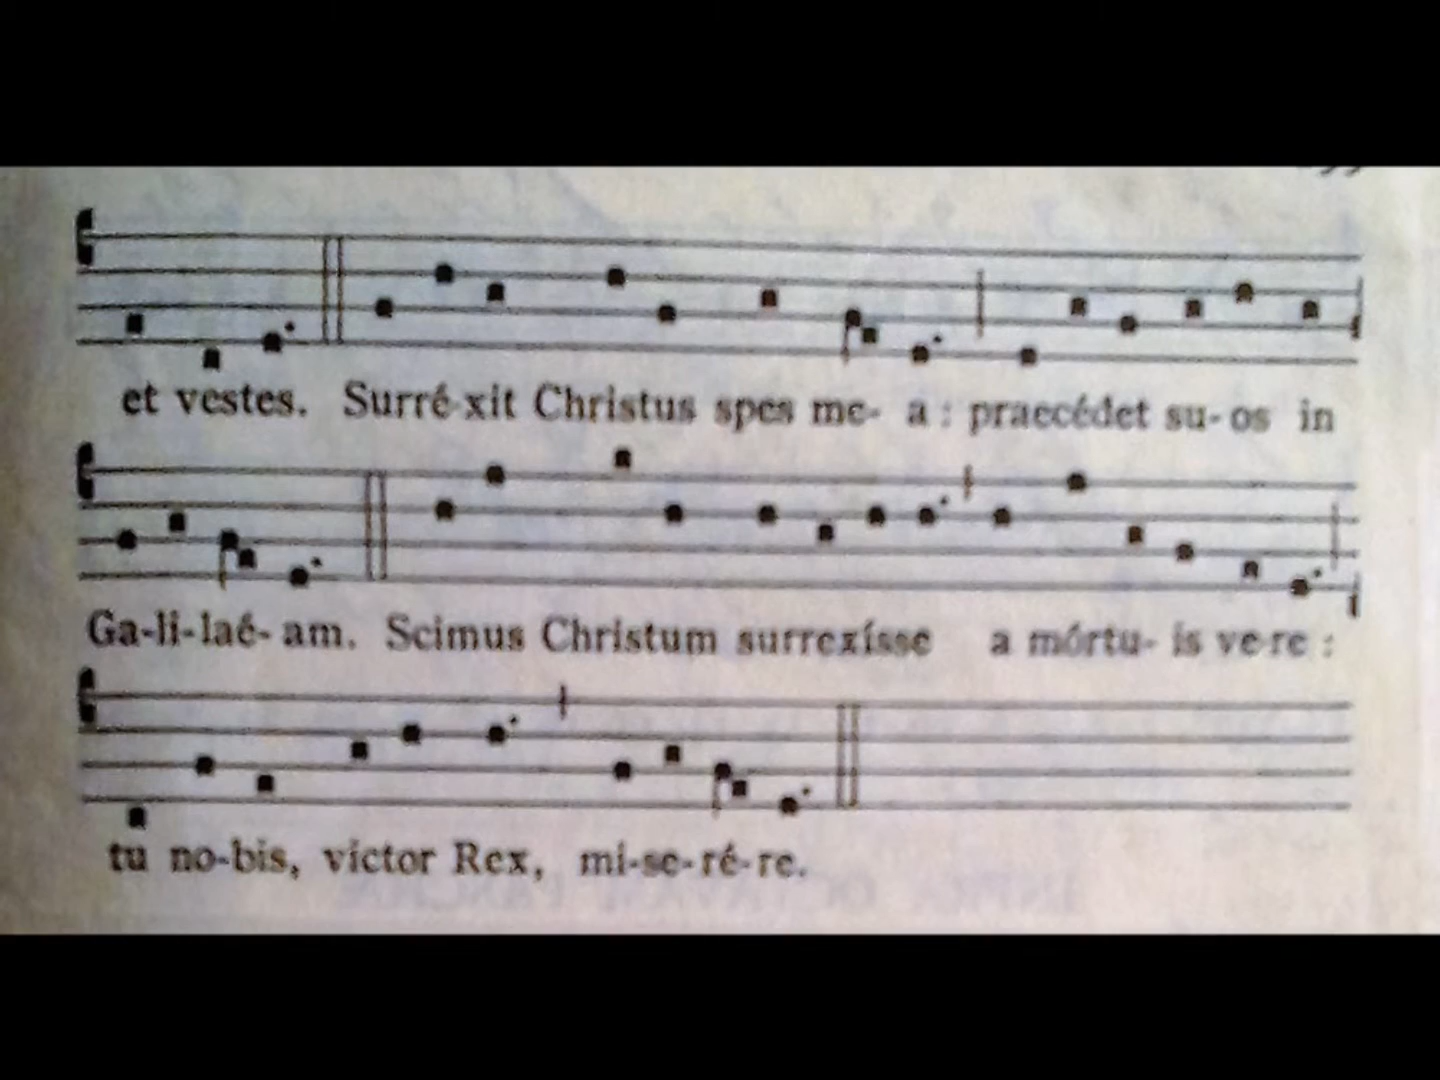 et vestes. Surré-xit Christus spes me- a : praecédet su- os in
Ga-li-laé- am. Scimus Christum surrexísse a mórtu- is ve-re :
tu no-bis, victor Rex, mi-se-ré-re.